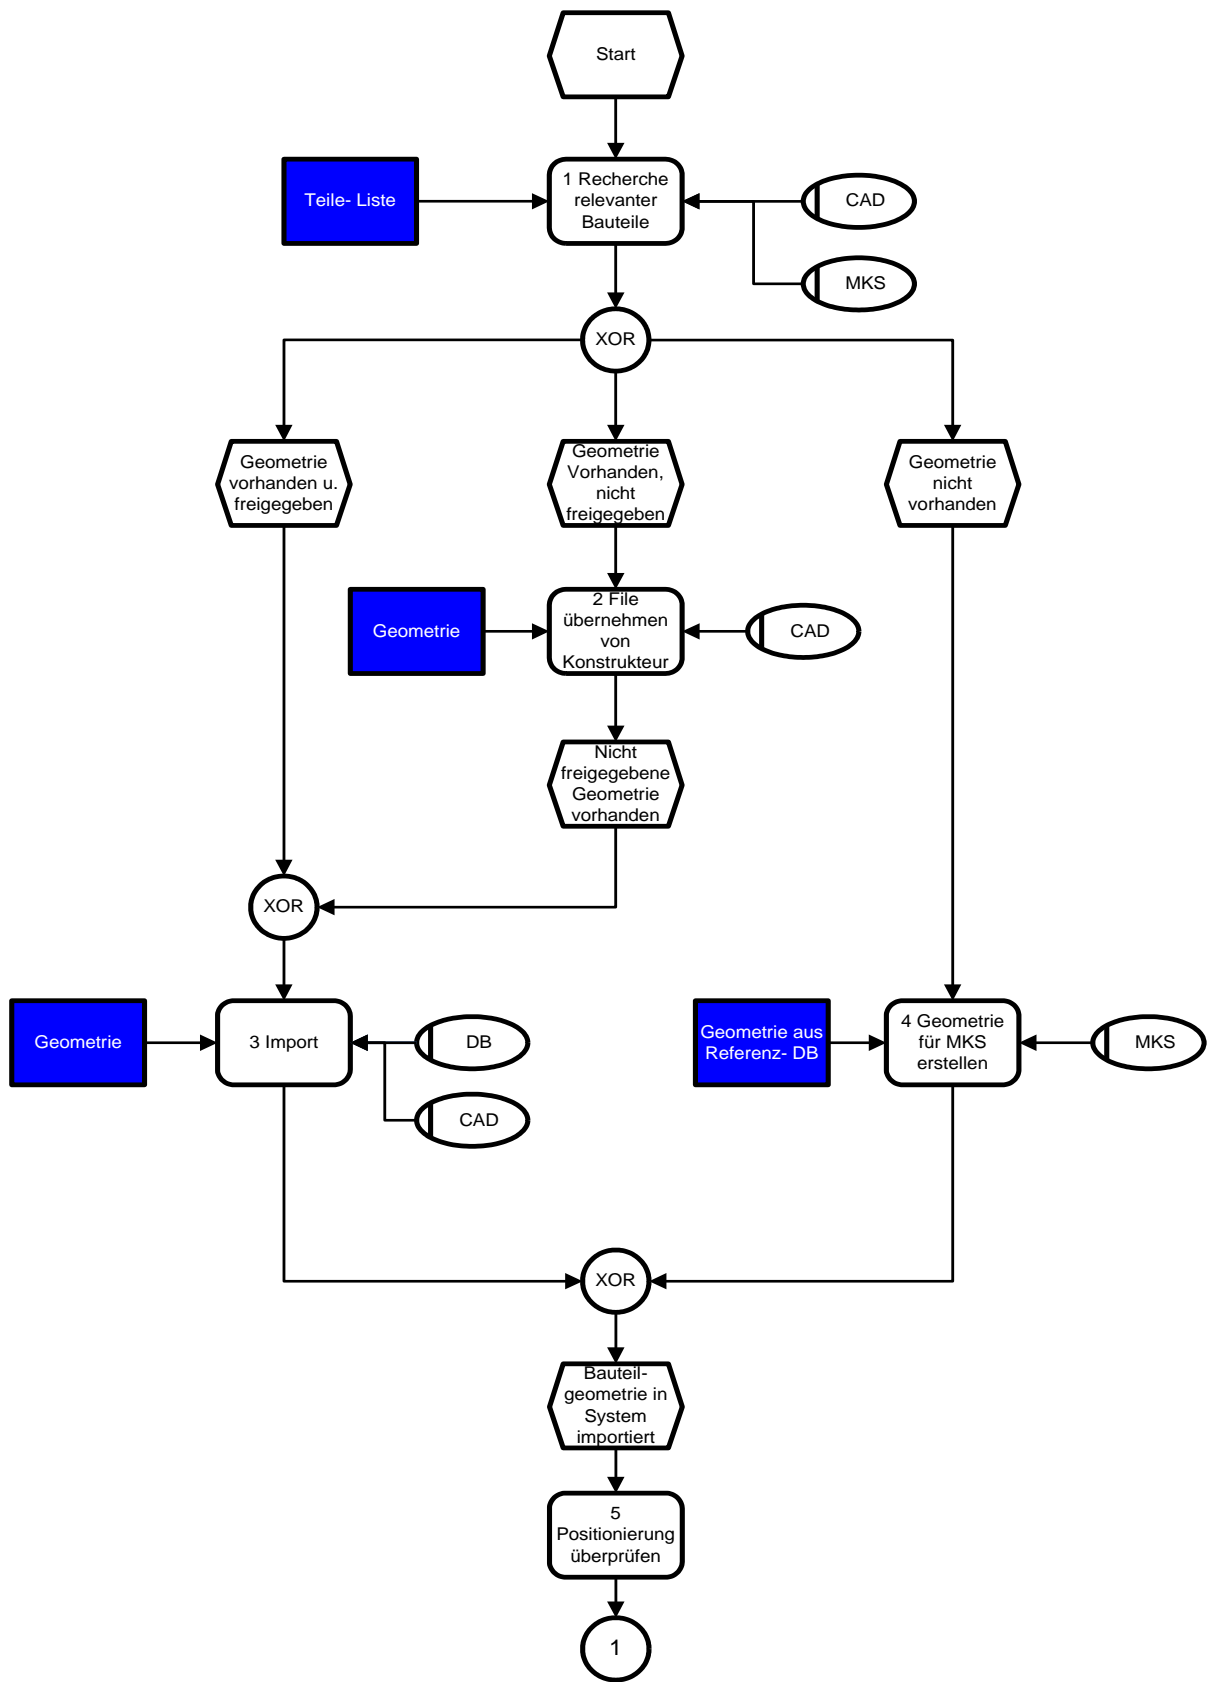 Start
Teile- Liste
1 Recherche
relevanter
Bauteile
CAD
MKS
XOR
Geometrie
vorhanden u.
freigegeben
Geometrie
Vorhanden,
nicht
freigegeben
Geometrie
nicht
vorhanden
Geometrie
2 File
übernehmen
von
Konstrukteur
CAD
Nicht
freigegebene
Geometrie
vorhanden
XOR
Geometrie
3 Import
DB
CAD
Geometrie aus
Referenz- DB
4 Geometrie
für MKS
erstellen
MKS
XOR
Bauteil-
geometrie in
System
importiert
5
Positionierung
überprüfen
1